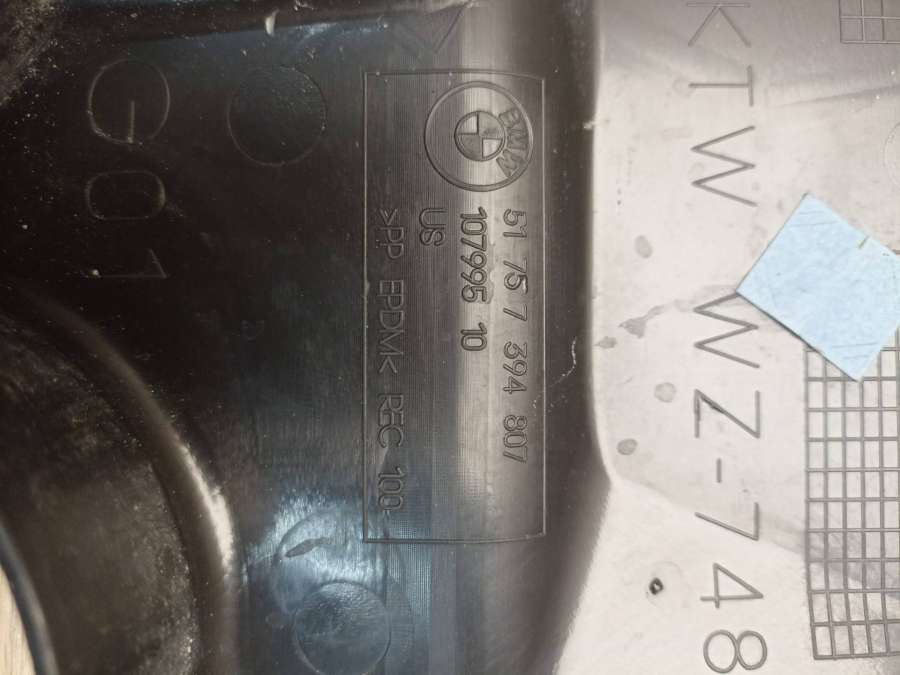 G01
BMW
51 75 7 394 807
107995 10
US
>PP EPDM< REC 100
KTW WZ-748